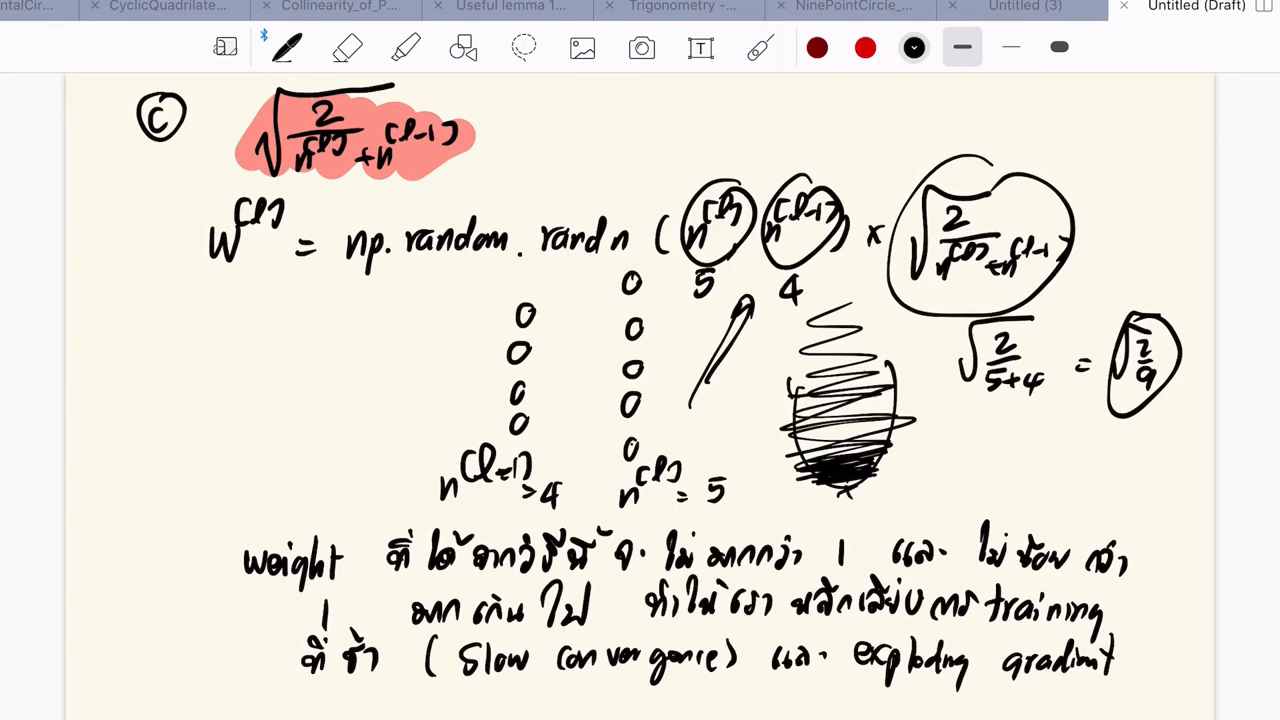 ntalCir... CyclicQuadrilate... Collinearity_of_P... Useful lemma 1... Trigonometry -... NinePointCircle_... Untitled (3) Untitled (Draft)
C √(2/(n^[l] + n^[l-1]))
W^[l] = np.random.randn (n^[l] n^[l-1]) × √(2/(n^[l] + n^[l-1]))
5 4
√(2/(5+4)) = √(2/9)
n^[l-1] = 4 n^[l] = 5
weight ที่ได้จากวิธีนี้ จะ ไม่มากกว่า 1 และ ไม่น้อยกว่า
1 มากเกินไป ทำให้เรา หลีกเลี่ยงการ training
ที่ช้า (slow convergence) และ exploding gradient